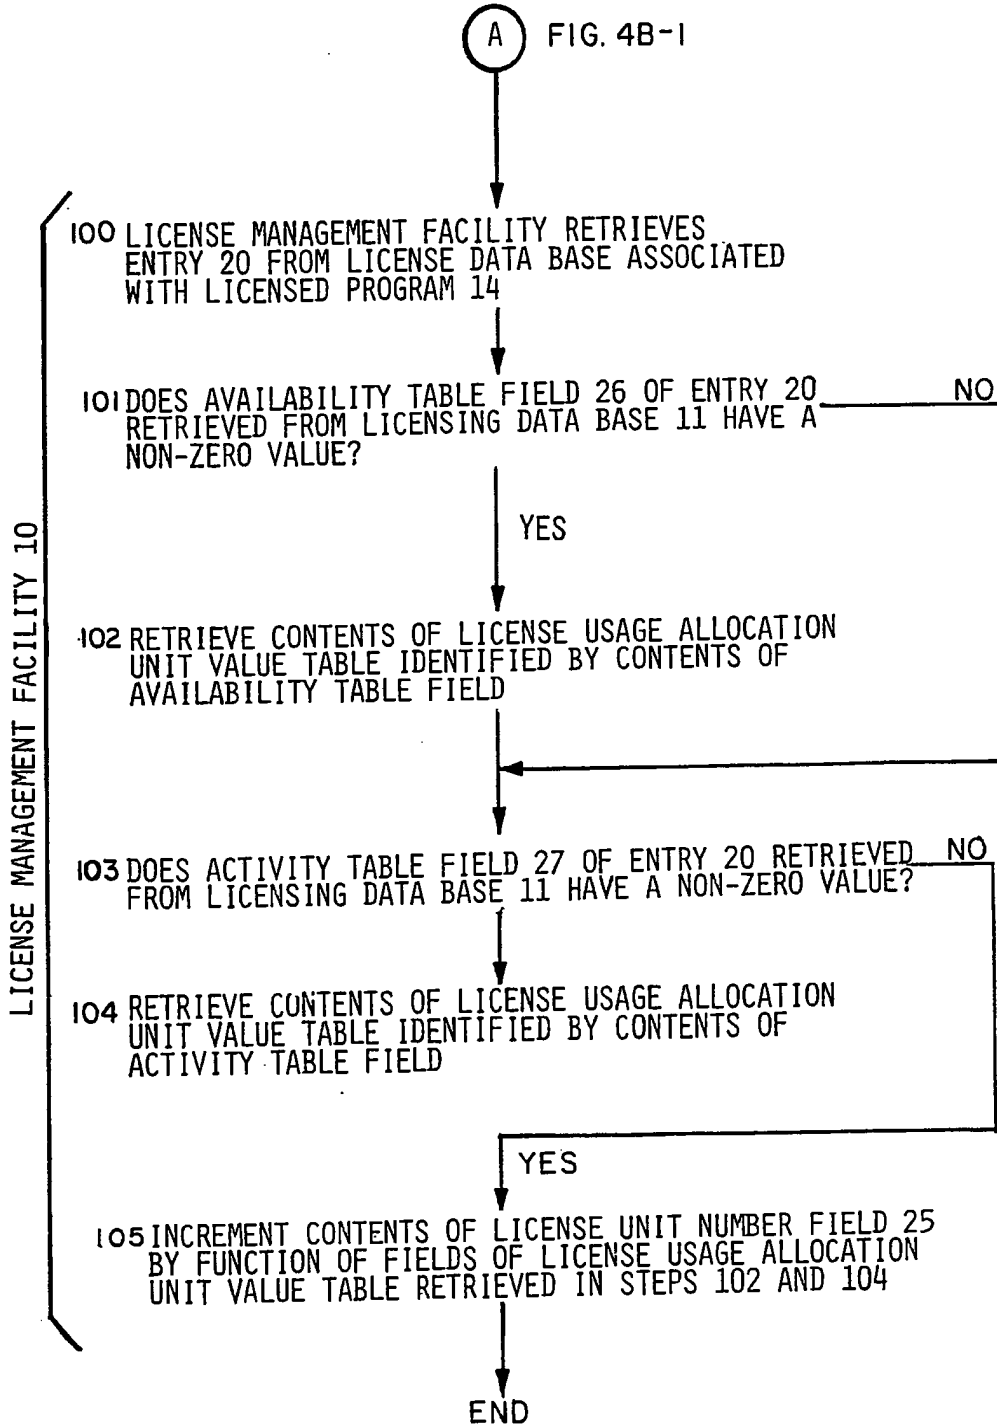 A FIG. 4B-1
100 LICENSE MANAGEMENT FACILITY RETRIEVES
ENTRY 20 FROM LICENSE DATA BASE ASSOCIATED
WITH LICENSED PROGRAM 14
101 DOES AVAILABILITY TABLE FIELD 26 OF ENTRY 20 NO
RETRIEVED FROM LICENSING DATA BASE 11 HAVE A
NON-ZERO VALUE?
YES
102 RETRIEVE CONTENTS OF LICENSE USAGE ALLOCATION
UNIT VALUE TABLE IDENTIFIED BY CONTENTS OF
AVAILABILITY TABLE FIELD
103 DOES ACTIVITY TABLE FIELD 27 OF ENTRY 20 RETRIEVED NO
FROM LICENSING DATA BASE 11 HAVE A NON-ZERO VALUE?
104 RETRIEVE CONTENTS OF LICENSE USAGE ALLOCATION
UNIT VALUE TABLE IDENTIFIED BY CONTENTS OF
ACTIVITY TABLE FIELD
YES
105 INCREMENT CONTENTS OF LICENSE UNIT NUMBER FIELD 25
BY FUNCTION OF FIELDS OF LICENSE USAGE ALLOCATION
UNIT VALUE TABLE RETRIEVED IN STEPS 102 AND 104
END
LICENSE MANAGEMENT FACILITY 10